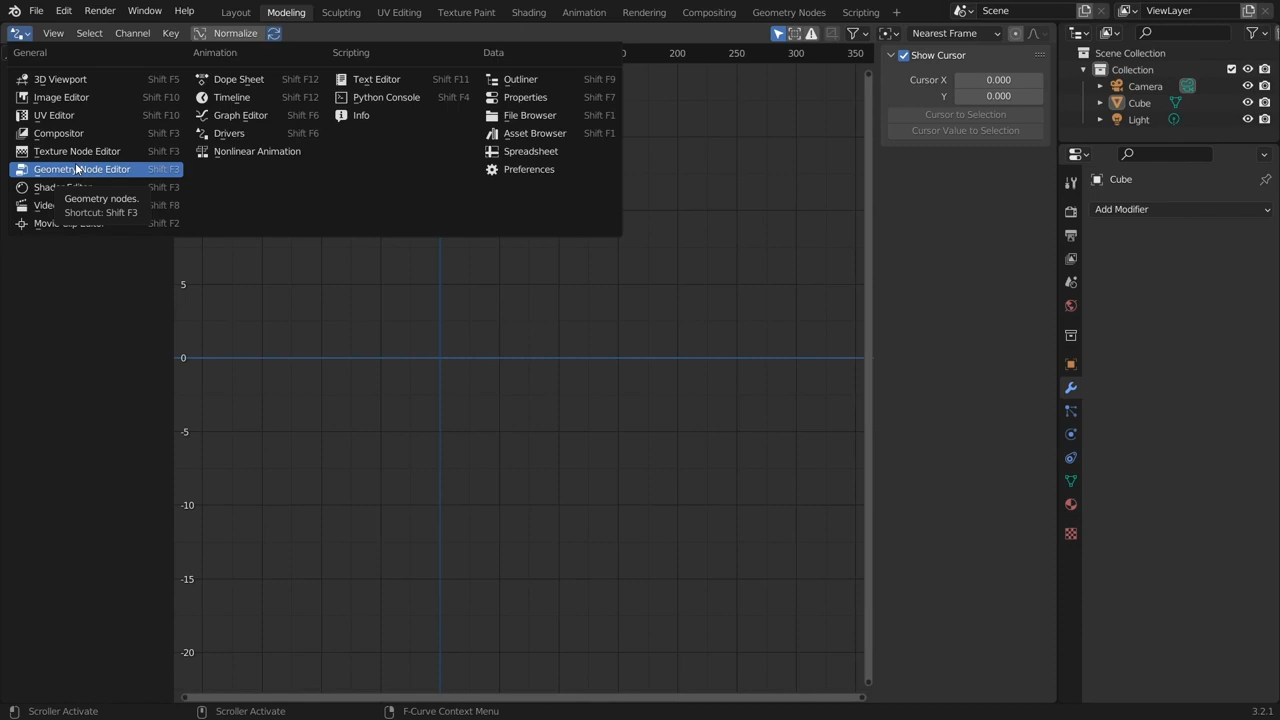 File Edit Render Window Help Layout Modeling Sculpting UV Editing Texture Paint Shading Animation Rendering Compositing Geometry Nodes Scripting Scene ViewLayer
View Select Channel Key Normalize Nearest Frame
General Animation Scripting Data
200 250 300 350
3D Viewport Shift F5 Dope Sheet Shift F12 Text Editor Shift F11 Outliner Shift F9
Image Editor Shift F10 Timeline Shift F12 Python Console Shift F4 Properties Shift F7
UV Editor Shift F10 Graph Editor Shift F6 Info File Browser Shift F1
Compositor Shift F3 Drivers Shift F6 Asset Browser Shift F1
Texture Node Editor Shift F3 Nonlinear Animation Spreadsheet
Geometry Node Editor Shift F3 Preferences
Shift F3
Shift F8
Shift F2
Geometry nodes.
Shortcut: Shift F3
5
0
-5
-10
-15
-20
Show Cursor
Cursor X 0.000
Y 0.000
Cursor to Selection
Cursor Value to Selection
Scene Collection
Collection
Camera
Cube
Light
Cube
Add Modifier
Scroller Activate Scroller Activate F-Curve Context Menu 3.2.1